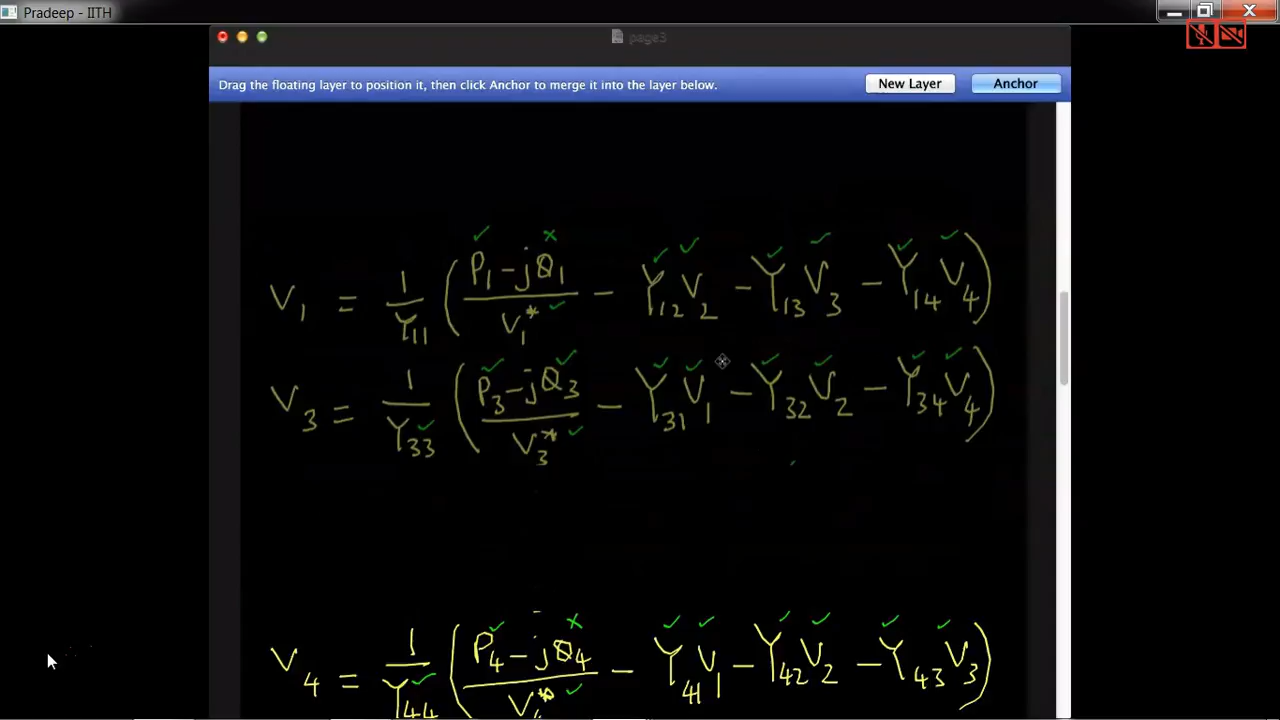 Pradeep - IITH
page3
Drag the floating layer to position it, then click Anchor to merge it into the layer below. New Layer Anchor
V₁ = 1/Y₁₁ ( (P₁ - jQ₁)/V₁* - Y₁₂V₂ - Y₁₃V₃ - Y₁₄V₄ )
V₃ = 1/Y₃₃ ( (P₃ - jQ₃)/V₃* - Y₃₁V₁ - Y₃₂V₂ - Y₃₄V₄ )
V₄ = 1/Y₄₄ ( (P₄ - jQ₄)/V₄* - Y₄₁V₁ - Y₄₂V₂ - Y₄₃V₃ )